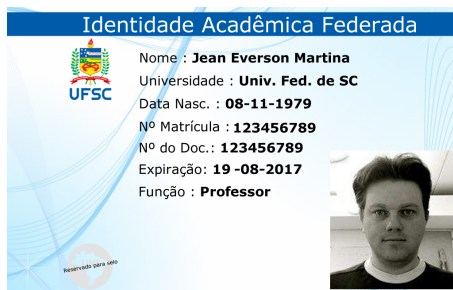 Identidade Acadêmica Federada
Nome : Jean Everson Martina
Universidade : Univ. Fed. de SC
Data Nasc. : 08-11-1979
Nº Matrícula : 123456789
Nº do Doc.: 123456789
Expiração: 19 -08-2017
Função : Professor
UFSC
Reservado para selo